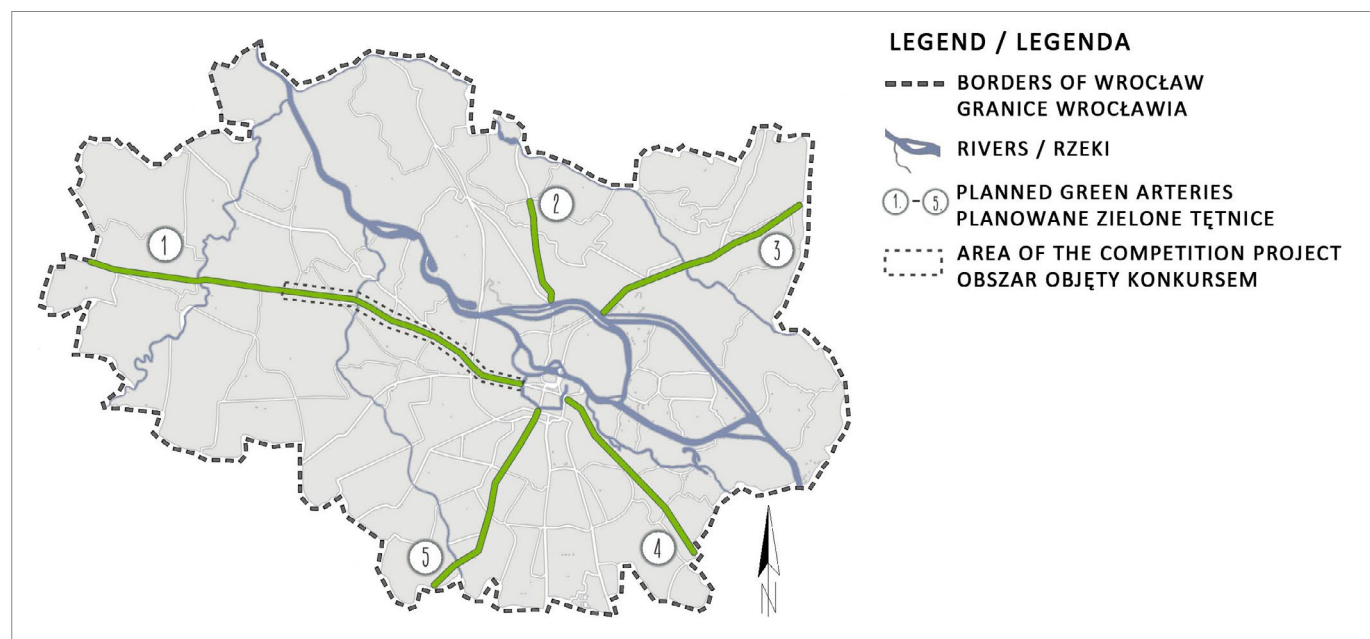 LEGEND / LEGENDA
BORDERS OF WROCŁAW
GRANICE WROCŁAWIA
RIVERS / RZEKI
1. - 5. PLANNED GREEN ARTERIES
PLANOWANE ZIELONE TĘTNICE
AREA OF THE COMPETITION PROJECT
OBSZAR OBJĘTY KONKURSEM
1
2
3
4
5
N